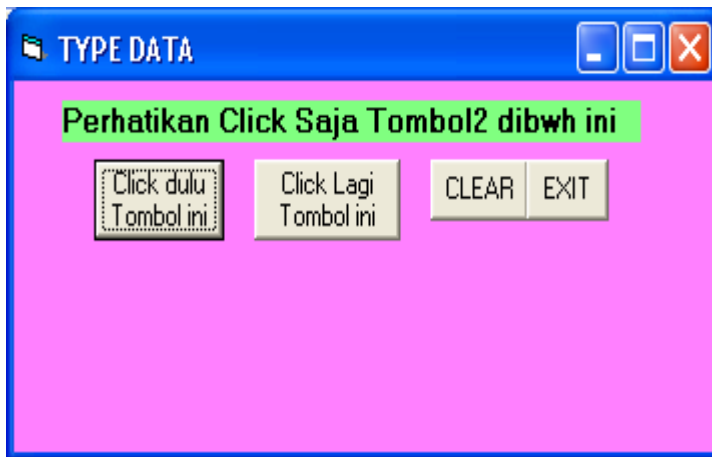 TYPE DATA
Perhatikan Click Saja Tombol2 dibwh ini
Click dulu
Tombol ini
Click Lagi
Tombol ini
CLEAR
EXIT